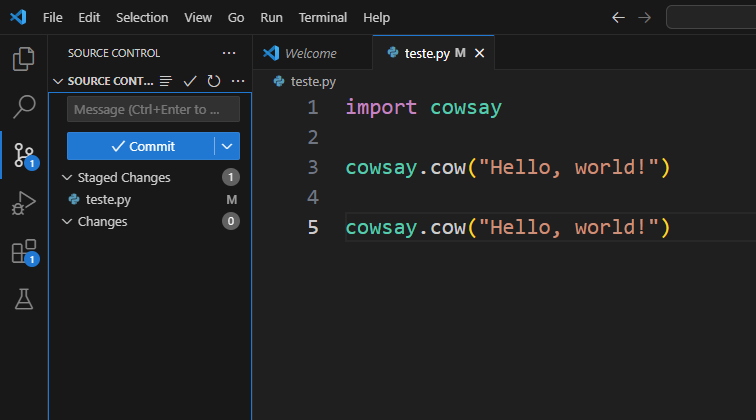 File Edit Selection View Go Run Terminal Help
SOURCE CONTROL ...
SOURCE CONT... ...
Message (Ctrl+Enter to ...
Commit
Staged Changes 1
teste.py M
Changes 0
1
1
Welcome
teste.py M
teste.py
1 import cowsay
2
3 cowsay.cow("Hello, world!")
4
5 cowsay.cow("Hello, world!")